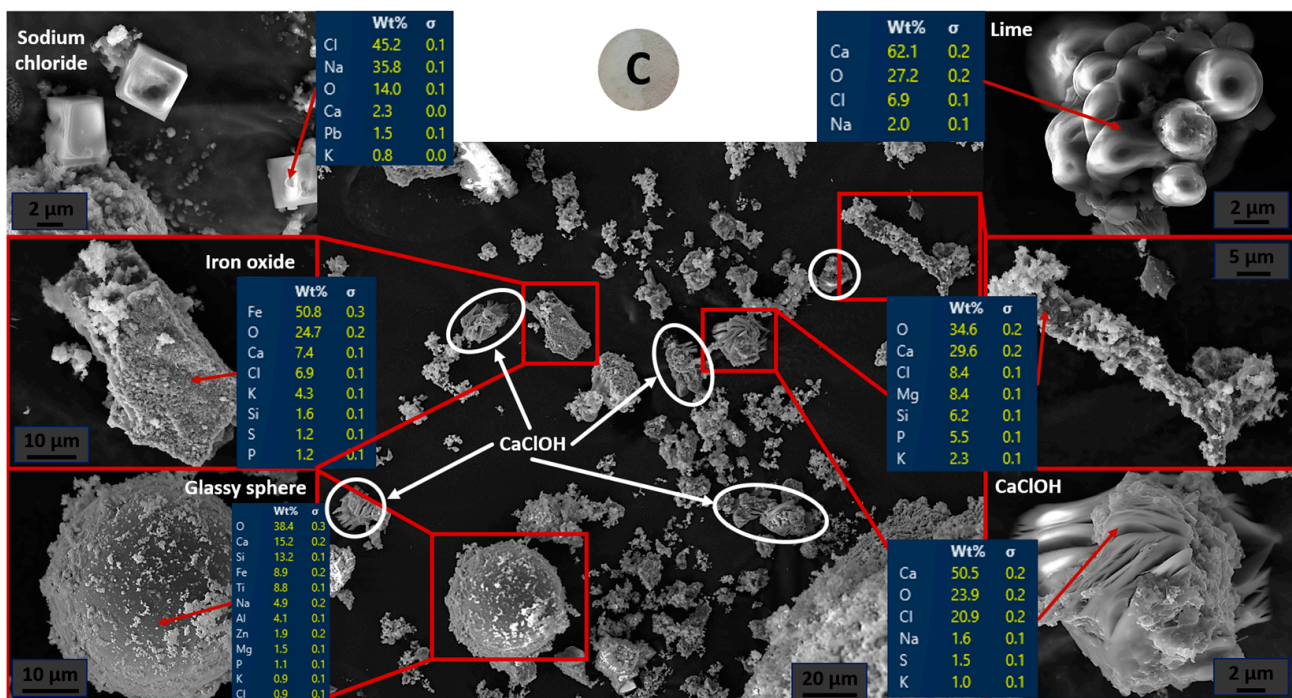 Sodium
chloride
Wt% σ
Cl 45.2 0.1
Na 35.8 0.1
O 14.0 0.1
Ca 2.3 0.0
Pb 1.5 0.1
K 0.8 0.0
2 µm
C
Wt% σ
Ca 62.1 0.2
O 27.2 0.2
Cl 6.9 0.1
Na 2.0 0.1
Lime
2 µm
Iron oxide
Wt% σ
Fe 50.8 0.3
O 24.7 0.2
Ca 7.4 0.1
Cl 6.9 0.1
K 4.3 0.1
Si 1.6 0.1
S 1.2 0.1
P 1.2 0.1
10 µm
5 µm
Wt% σ
O 34.6 0.2
Ca 29.6 0.2
Cl 8.4 0.1
Mg 8.4 0.1
Si 6.2 0.1
P 5.5 0.1
K 2.3 0.1
CaClOH
Glassy sphere
Wt% σ
O 38.4 0.3
Ca 15.2 0.2
Si 13.2 0.1
Fe 8.9 0.2
Ti 8.8 0.1
Na 4.9 0.2
Al 4.1 0.1
Zn 1.9 0.2
Mg 1.5 0.1
P 1.1 0.1
K 0.9 0.1
Cl 0.9 0.1
10 µm
20 µm
CaClOH
Wt% σ
Ca 50.5 0.2
O 23.9 0.2
Cl 20.9 0.2
Na 1.6 0.1
S 1.5 0.1
K 1.0 0.1
2 µm